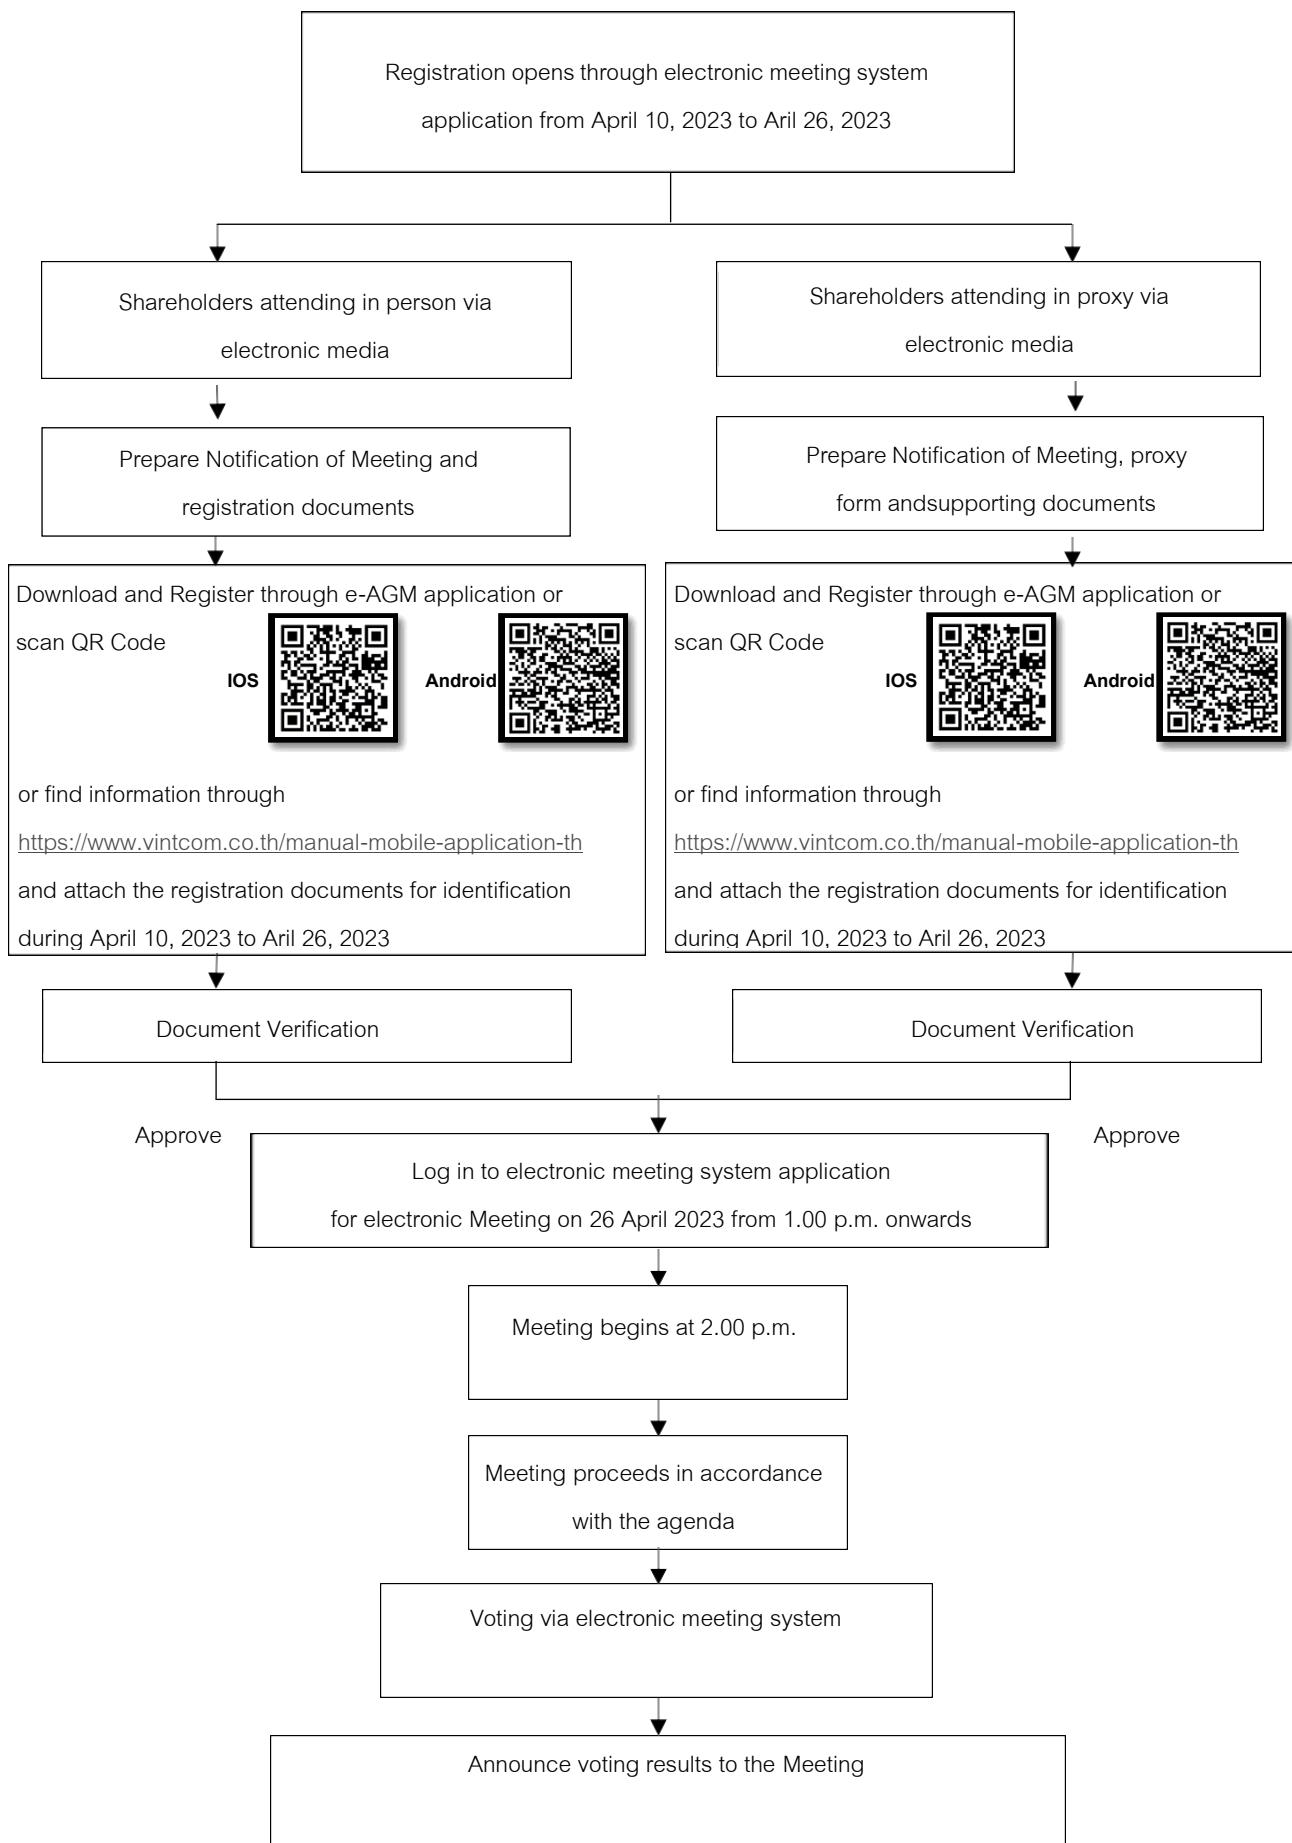 Registration opens through electronic meeting system
application from April 10, 2023 to Aril 26, 2023
Shareholders attending in person via
electronic media
Shareholders attending in proxy via
electronic media
Prepare Notification of Meeting and
registration documents
Prepare Notification of Meeting, proxy
form andsupporting documents
Download and Register through e-AGM application or
scan QR Code
IOS
Android
or find information through
https://www.vintcom.co.th/manual-mobile-application-th
and attach the registration documents for identification
during April 10, 2023 to Aril 26, 2023
Download and Register through e-AGM application or
scan QR Code
IOS
Android
or find information through
https://www.vintcom.co.th/manual-mobile-application-th
and attach the registration documents for identification
during April 10, 2023 to Aril 26, 2023
Document Verification
Document Verification
Approve
Approve
Log in to electronic meeting system application
for electronic Meeting on 26 April 2023 from 1.00 p.m. onwards
Meeting begins at 2.00 p.m.
Meeting proceeds in accordance
with the agenda
Voting via electronic meeting system
Announce voting results to the Meeting